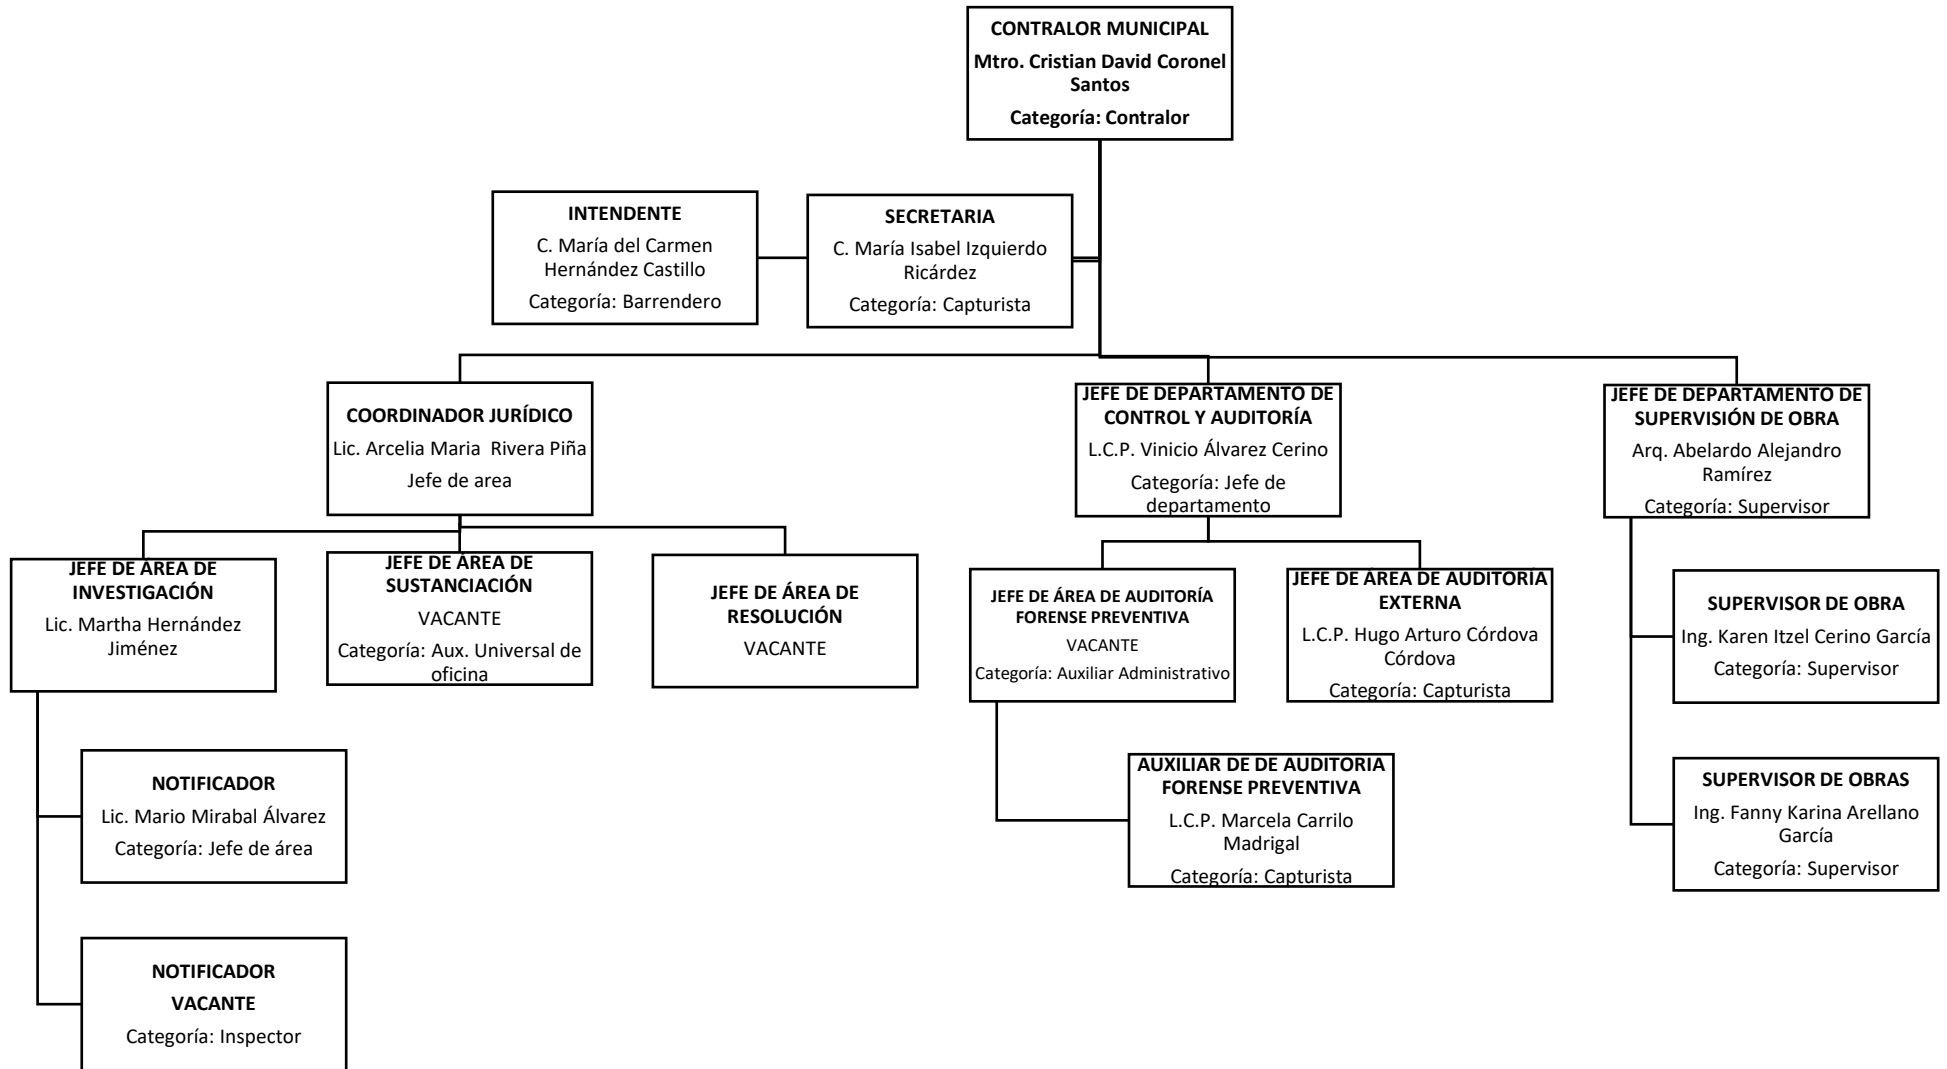 CONTRALOR MUNICIPAL
Mtro. Cristian David Coronel
Santos
Categoría: Contralor
INTENDENTE
C. María del Carmen
Hernández Castillo
Categoría: Barrendero
SECRETARIA
C. María Isabel Izquierdo
Ricárdez
Categoría: Capturista
COORDINADOR JURÍDICO
Lic. Arcelia Maria Rivera Piña
Jefe de area
JEFE DE DEPARTAMENTO DE
CONTROL Y AUDITORÍA
L.C.P. Vinicio Álvarez Cerino
Categoría: Jefe de
departamento
JEFE DE DEPARTAMENTO DE
SUPERVISIÓN DE OBRA
Arq. Abelardo Alejandro
Ramírez
Categoría: Supervisor
JEFE DE ÁREA DE
INVESTIGACIÓN
Lic. Martha Hernández
Jiménez
JEFE DE ÁREA DE
SUSTANCIACIÓN
VACANTE
Categoría: Aux. Universal de
oficina
JEFE DE ÁREA DE
RESOLUCIÓN
VACANTE
JEFE DE ÁREA DE AUDITORÍA
FORENSE PREVENTIVA
VACANTE
Categoría: Auxiliar Administrativo
JEFE DE ÁREA DE AUDITORÍA
EXTERNA
L.C.P. Hugo Arturo Córdova
Córdova
Categoría: Capturista
SUPERVISOR DE OBRA
Ing. Karen Itzel Cerino García
Categoría: Supervisor
NOTIFICADOR
Lic. Mario Mirabal Álvarez
Categoría: Jefe de área
AUXILIAR DE DE AUDITORIA
FORENSE PREVENTIVA
L.C.P. Marcela Carrilo
Madrigal
Categoría: Capturista
SUPERVISOR DE OBRAS
Ing. Fanny Karina Arellano
García
Categoría: Supervisor
NOTIFICADOR
VACANTE
Categoría: Inspector